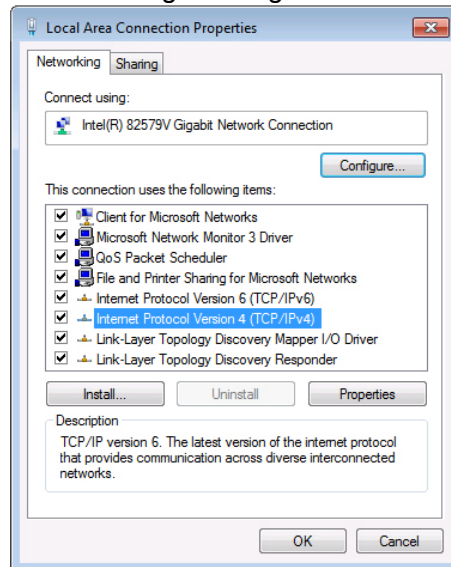 Local Area Connection Properties
Networking
Sharing
Connect using:
Intel(R) 82579V Gigabit Network Connection
Configure...
This connection uses the following items:
Client for Microsoft Networks
Microsoft Network Monitor 3 Driver
QoS Packet Scheduler
File and Printer Sharing for Microsoft Networks
Internet Protocol Version 6 (TCP/IPv6)
Internet Protocol Version 4 (TCP/IPv4)
Link-Layer Topology Discovery Mapper I/O Driver
Link-Layer Topology Discovery Responder
Install...
Uninstall
Properties
Description
TCP/IP version 6. The latest version of the internet protocol
that provides communication across diverse interconnected
networks.
OK
Cancel